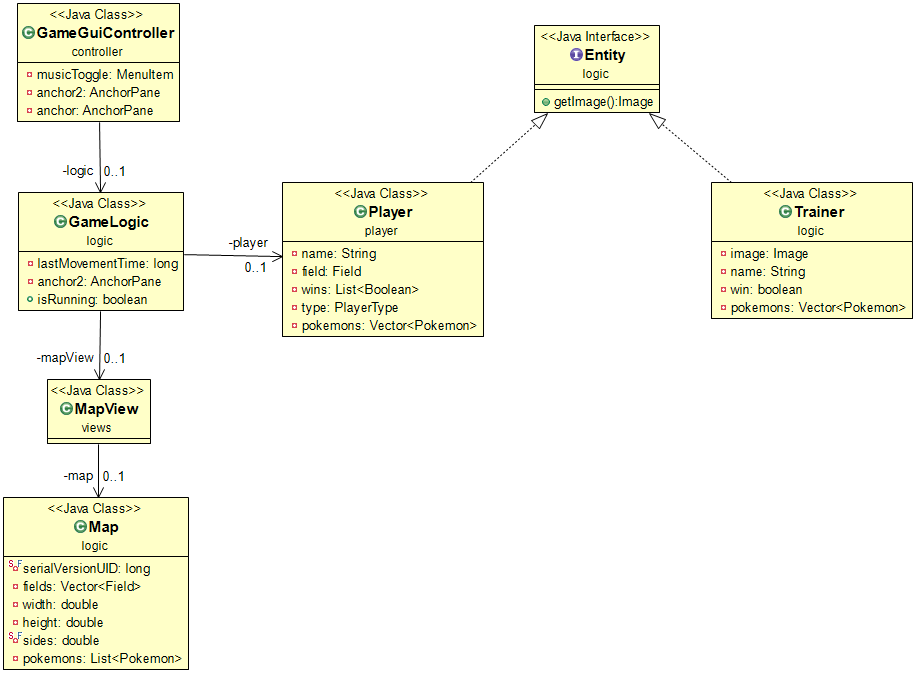 <<Java Class>>
GameGuiController
controller
musicToggle: MenuItem
anchor2: AnchorPane
anchor: AnchorPane
-logic 0..1
<<Java Class>>
GameLogic
logic
lastMovementTime: long
anchor2: AnchorPane
isRunning: boolean
-player
0..1
-mapView 0..1
<<Java Class>>
MapView
views
-map 0..1
<<Java Class>>
Map
logic
serialVersionUID: long
fields: Vector<Field>
width: double
height: double
sides: double
pokemons: List<Pokemon>
<<Java Interface>>
Entity
logic
getImage():Image
<<Java Class>>
Player
player
name: String
field: Field
wins: List<Boolean>
type: PlayerType
pokemons: Vector<Pokemon>
<<Java Class>>
Trainer
logic
image: Image
name: String
win: boolean
pokemons: Vector<Pokemon>